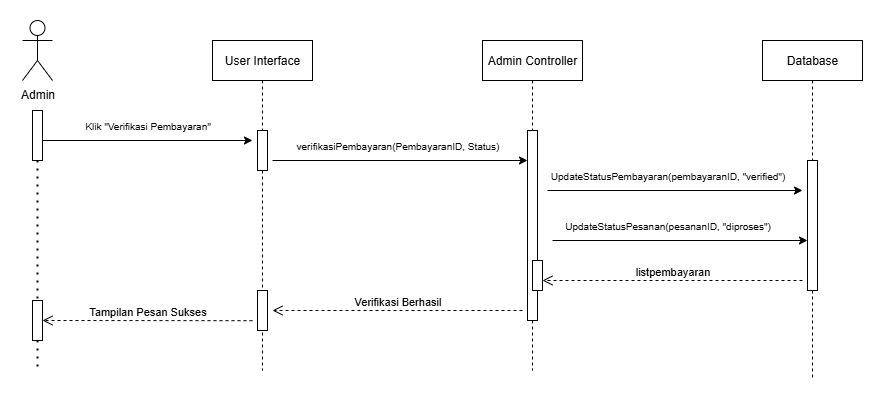 User Interface
Admin Controller
Database
Admin
Klik "Verifikasi Pembayaran"
verifikasiPembayaran(PembayaranID, Status)
UpdateStatusPembayaran(pembayaranID, "verified")
UpdateStatusPesanan(pesananID, "diproses")
listpembayaran
Verifikasi Berhasil
Tampilan Pesan Sukses